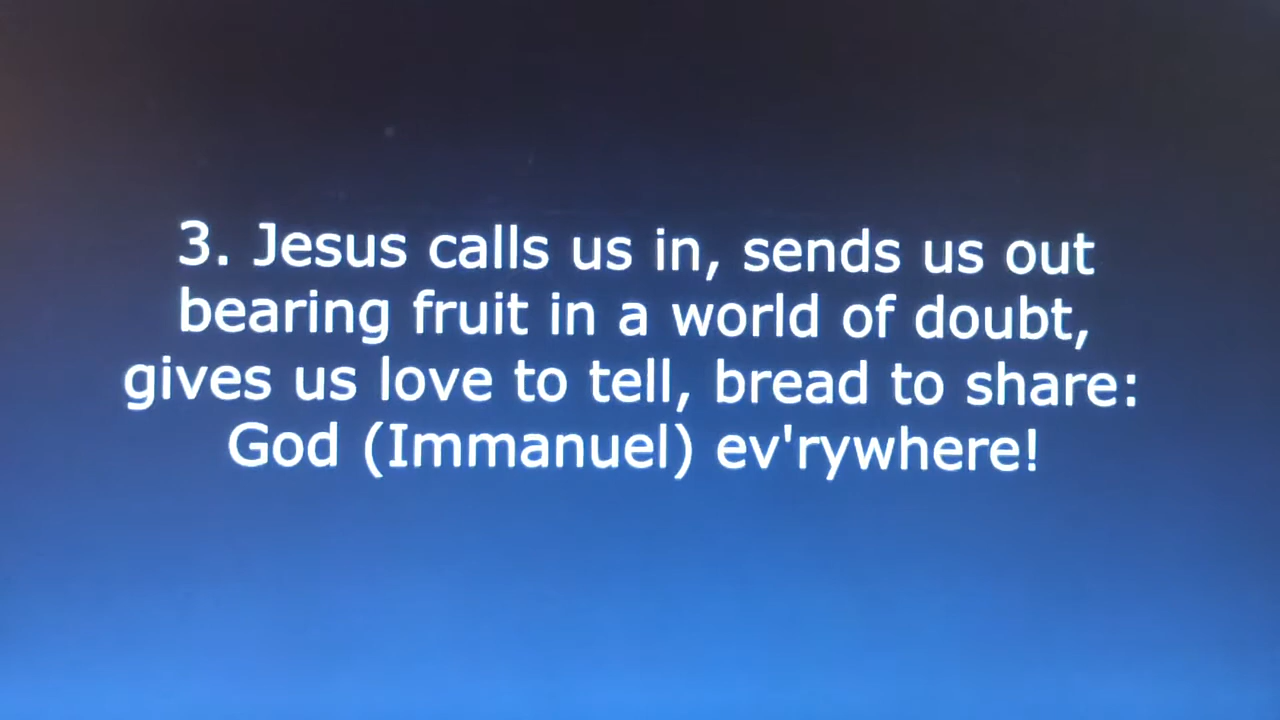 3. Jesus calls us in, sends us out
bearing fruit in a world of doubt,
gives us love to tell, bread to share:
God (Immanuel) ev'rywhere!